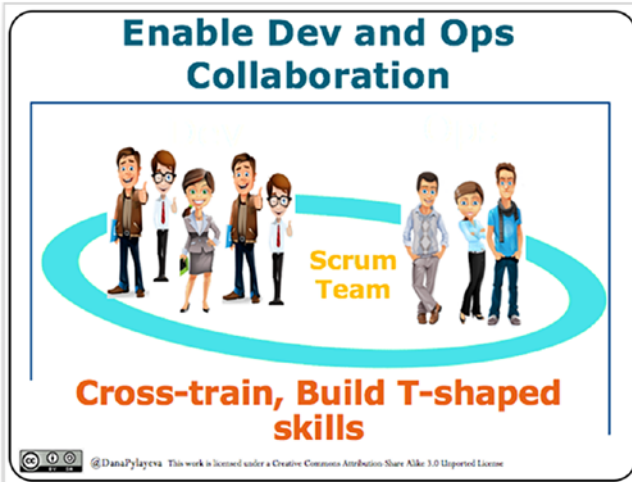 Enable Dev and Ops
Collaboration
Scrum
Team
Cross-train, Build T-shaped
skills
@DanaPylayeva This work is licensed under a Creative Commons Attribution-Share Alike 3.0 Unported License